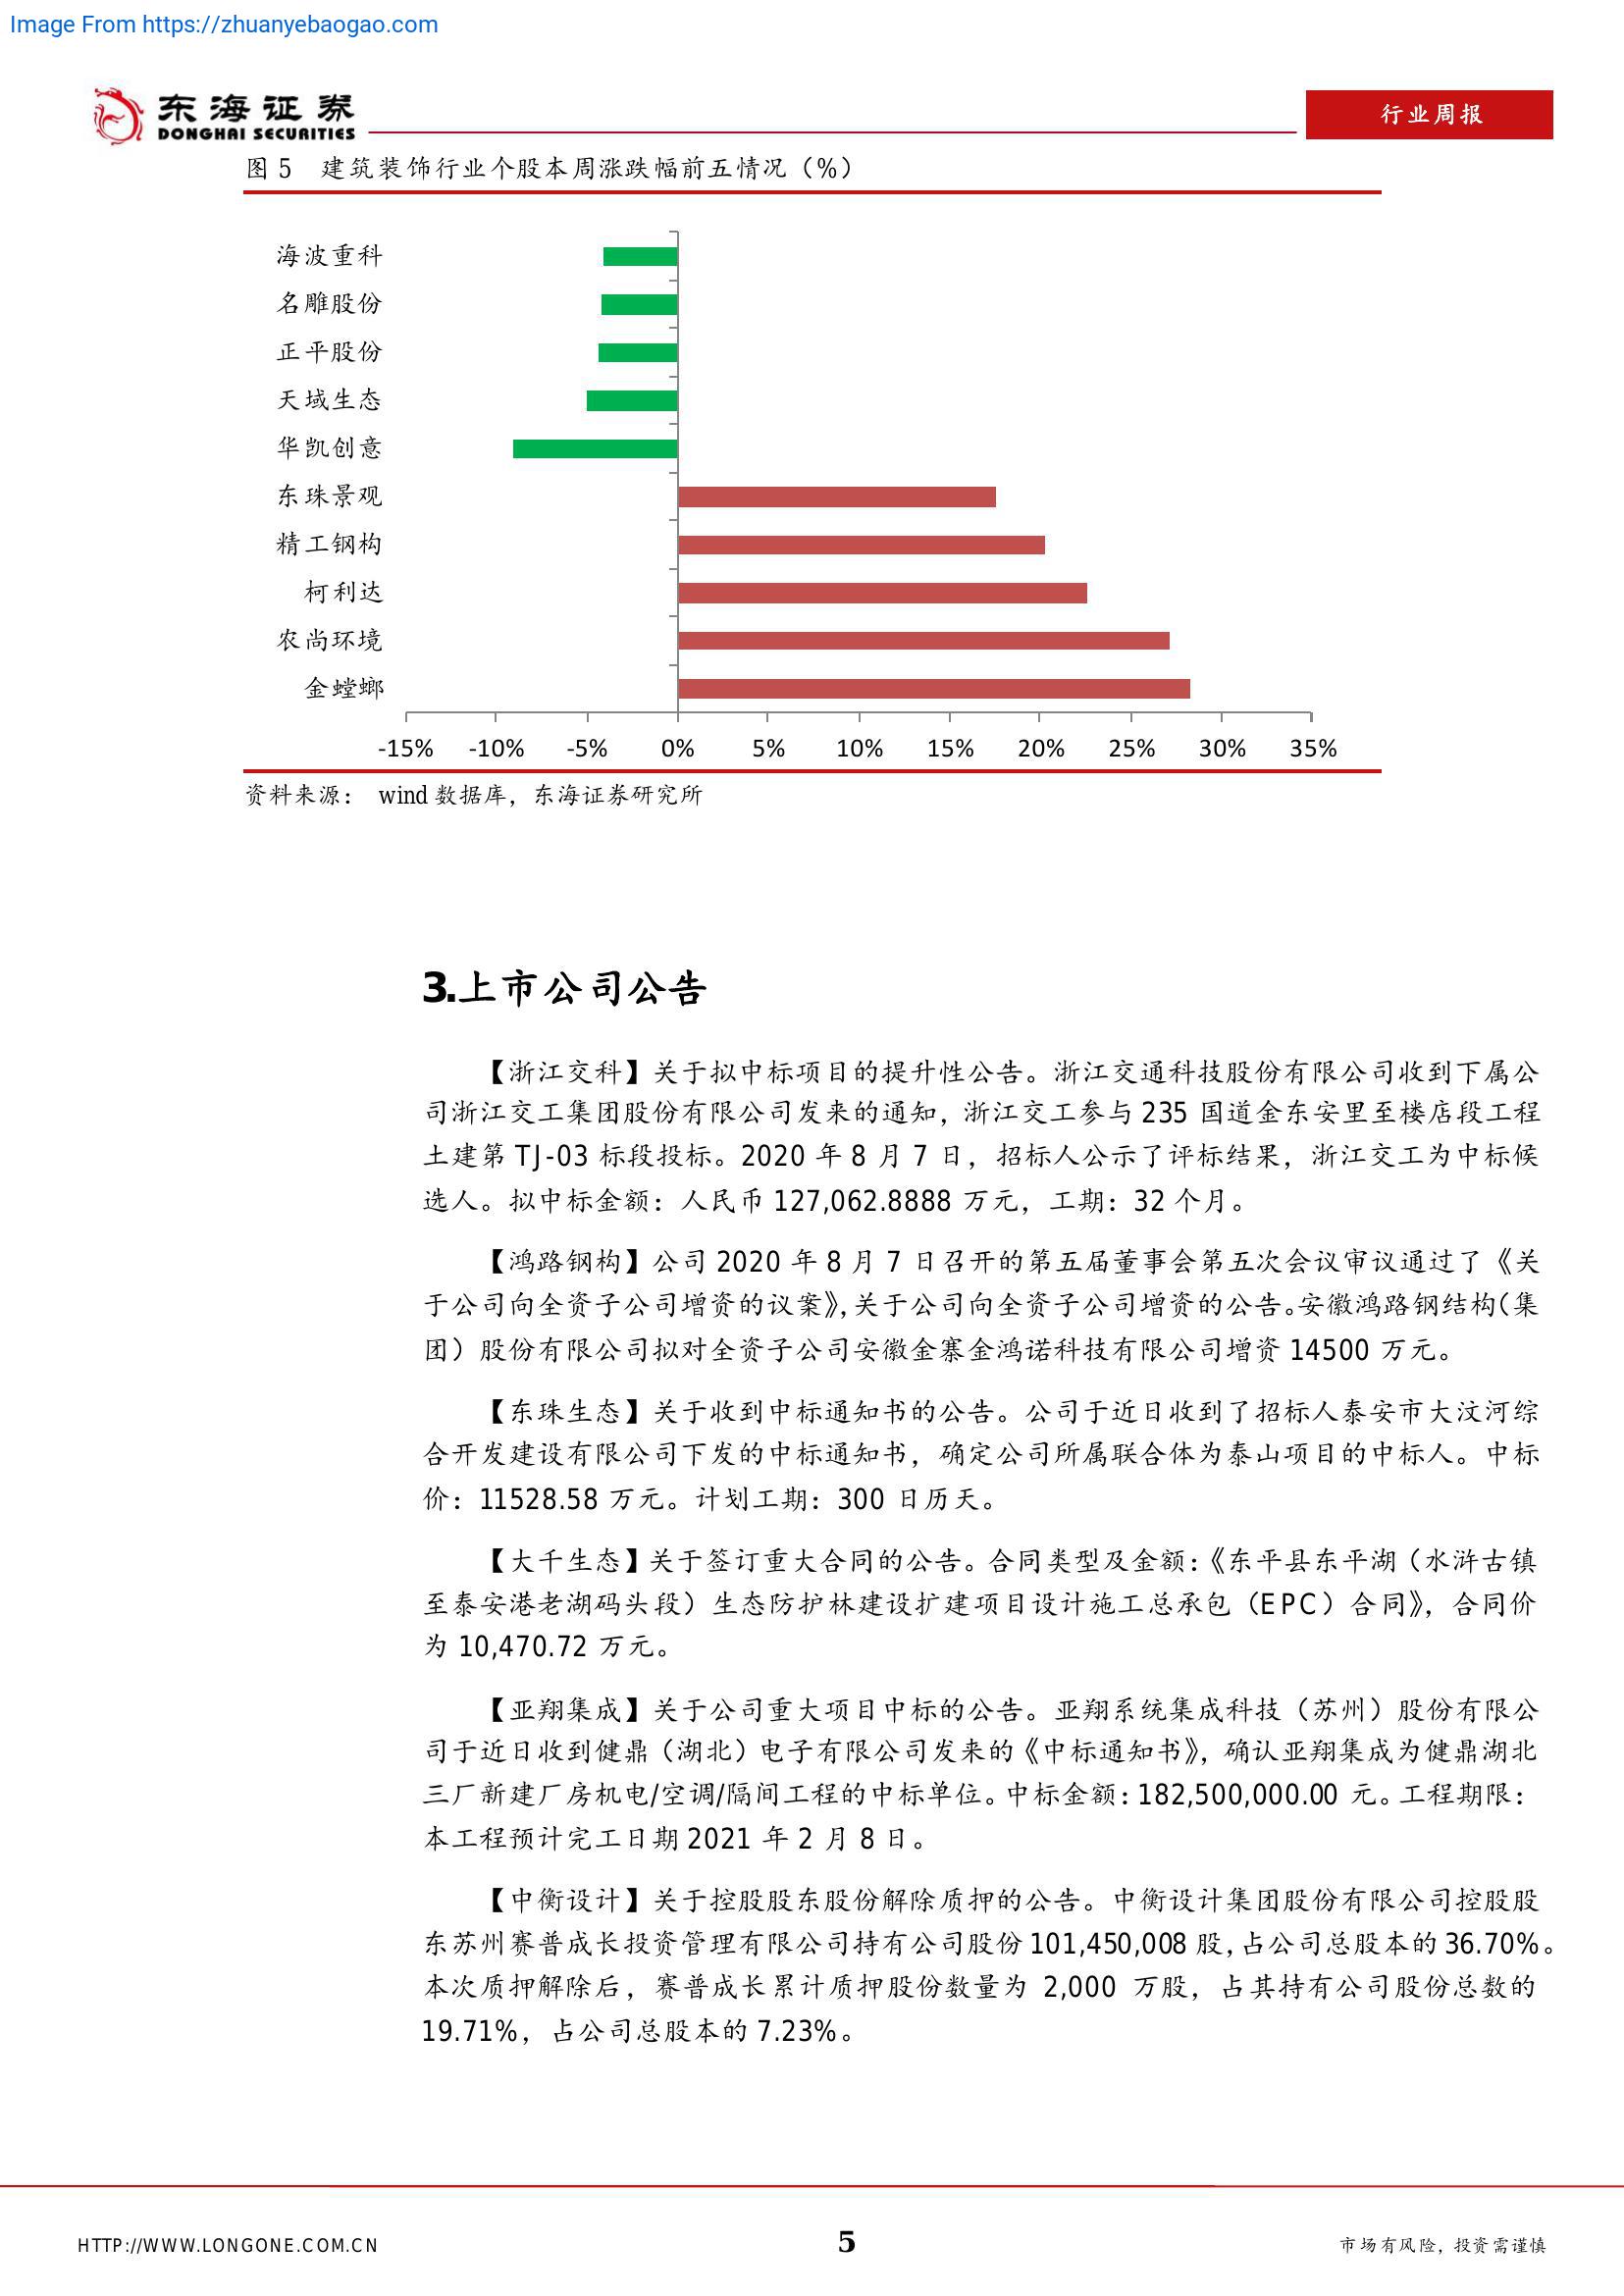 Image From https://zhuanyebaogao.com
东海证券
DONGHAI SECURITIES
行业周报
图 5 建筑装饰行业个股本周涨跌幅前五情况（%）
海波重科
名雕股份
正平股份
天域生态
华凯创意
东珠景观
精工钢构
柯利达
农尚环境
金螳螂
-15% -10% -5% 0% 5% 10% 15% 20% 25% 30% 35%
资料来源： wind 数据库，东海证券研究所
3.上市公司公告
【浙江交科】关于拟中标项目的提升性公告。浙江交通科技股份有限公司收到下属公
司浙江交工集团股份有限公司发来的通知，浙江交工参与 235 国道金东安里至楼店段工程
土建第 TJ-03 标段投标。2020 年 8 月 7 日，招标人公示了评标结果，浙江交工为中标候
选人。拟中标金额：人民币 127,062.8888 万元，工期：32 个月。
【鸿路钢构】公司 2020 年 8 月 7 日召开的第五届董事会第五次会议审议通过了《关
于公司向全资子公司增资的议案》，关于公司向全资子公司增资的公告。安徽鸿路钢结构（集
团）股份有限公司拟对全资子公司安徽金寨金鸿诺科技有限公司增资 14500 万元。
【东珠生态】关于收到中标通知书的公告。公司于近日收到了招标人泰安市大汶河综
合开发建设有限公司下发的中标通知书，确定公司所属联合体为泰山项目的中标人。中标
价：11528.58 万元。计划工期：300 日历天。
【大千生态】关于签订重大合同的公告。合同类型及金额：《东平县东平湖（水浒古镇
至泰安港老湖码头段）生态防护林建设扩建项目设计施工总承包（EPC）合同》，合同价
为 10,470.72 万元。
【亚翔集成】关于公司重大项目中标的公告。亚翔系统集成科技（苏州）股份有限公
司于近日收到健鼎（湖北）电子有限公司发来的《中标通知书》，确认亚翔集成为健鼎湖北
三厂新建厂房机电/空调/隔间工程的中标单位。中标金额：182,500,000.00 元。工程期限：
本工程预计完工日期 2021 年 2 月 8 日。
【中衡设计】关于控股股东股份解除质押的公告。中衡设计集团股份有限公司控股股
东苏州赛普成长投资管理有限公司持有公司股份 101,450,008 股，占公司总股本的 36.70%。
本次质押解除后，赛普成长累计质押股份数量为 2,000 万股，占其持有公司股份总数的
19.71%，占公司总股本的 7.23%。
HTTP://WWW.LONGONE.COM.CN
5
市场有风险，投资需谨慎